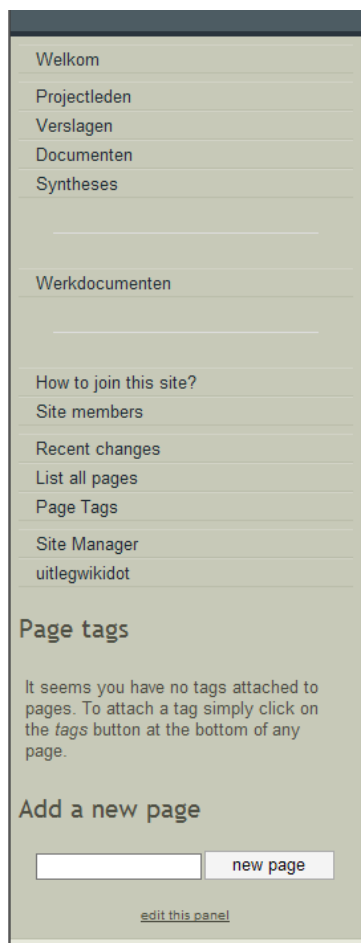 Welkom
Projectleden
Verslagen
Documenten
Syntheses
Werkdocumenten
How to join this site?
Site members
Recent changes
List all pages
Page Tags
Site Manager
uitlegwikidot
Page tags
It seems you have no tags attached to
pages. To attach a tag simply click on
the tags button at the bottom of any
page.
Add a new page
new page
edit this panel